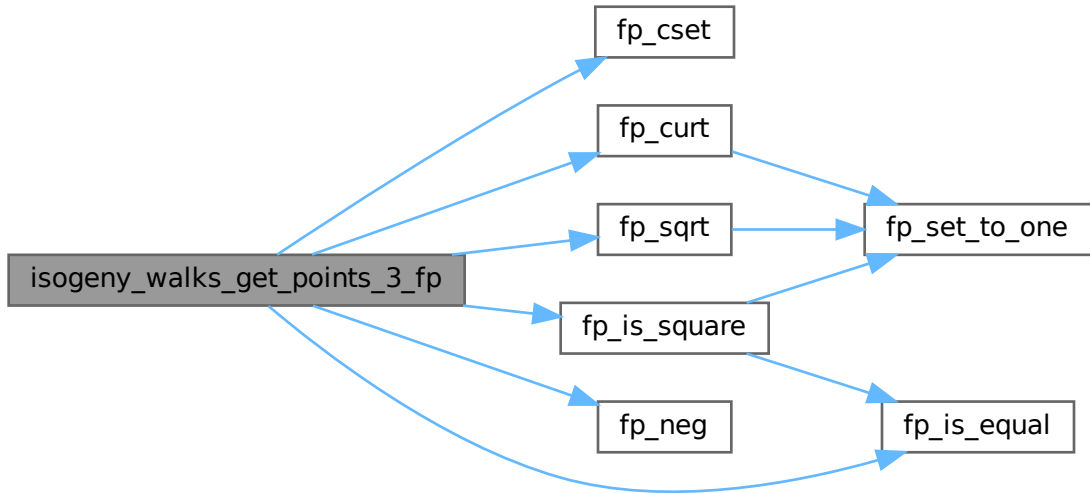 fp_cset
fp_curt
fp_sqrt
fp_set_to_one
isogeny_walks_get_points_3_fp
fp_is_square
fp_neg
fp_is_equal